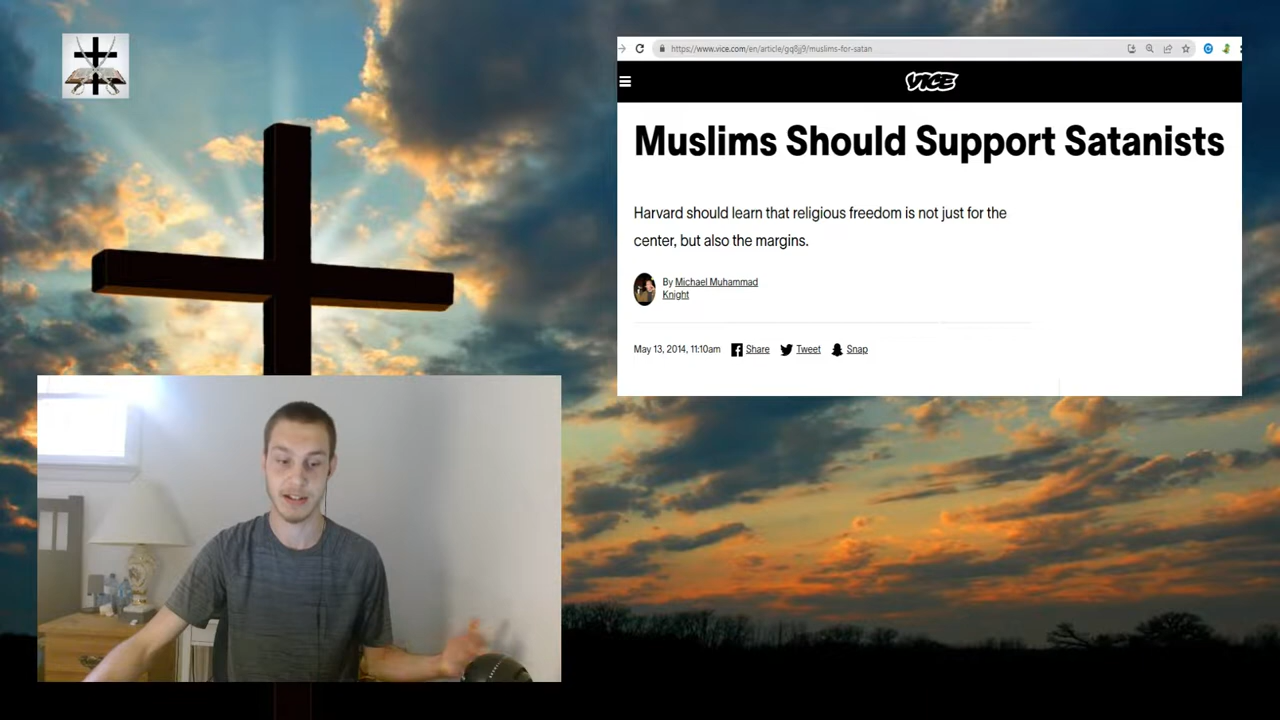 https://www.vice.com/en/article/gq8jj9/muslims-for-satan
VICE
Muslims Should Support Satanists
Harvard should learn that religious freedom is not just for the
center, but also the margins.
By Michael Muhammad
Knight
May 13, 2014, 11:10am Share Tweet Snap